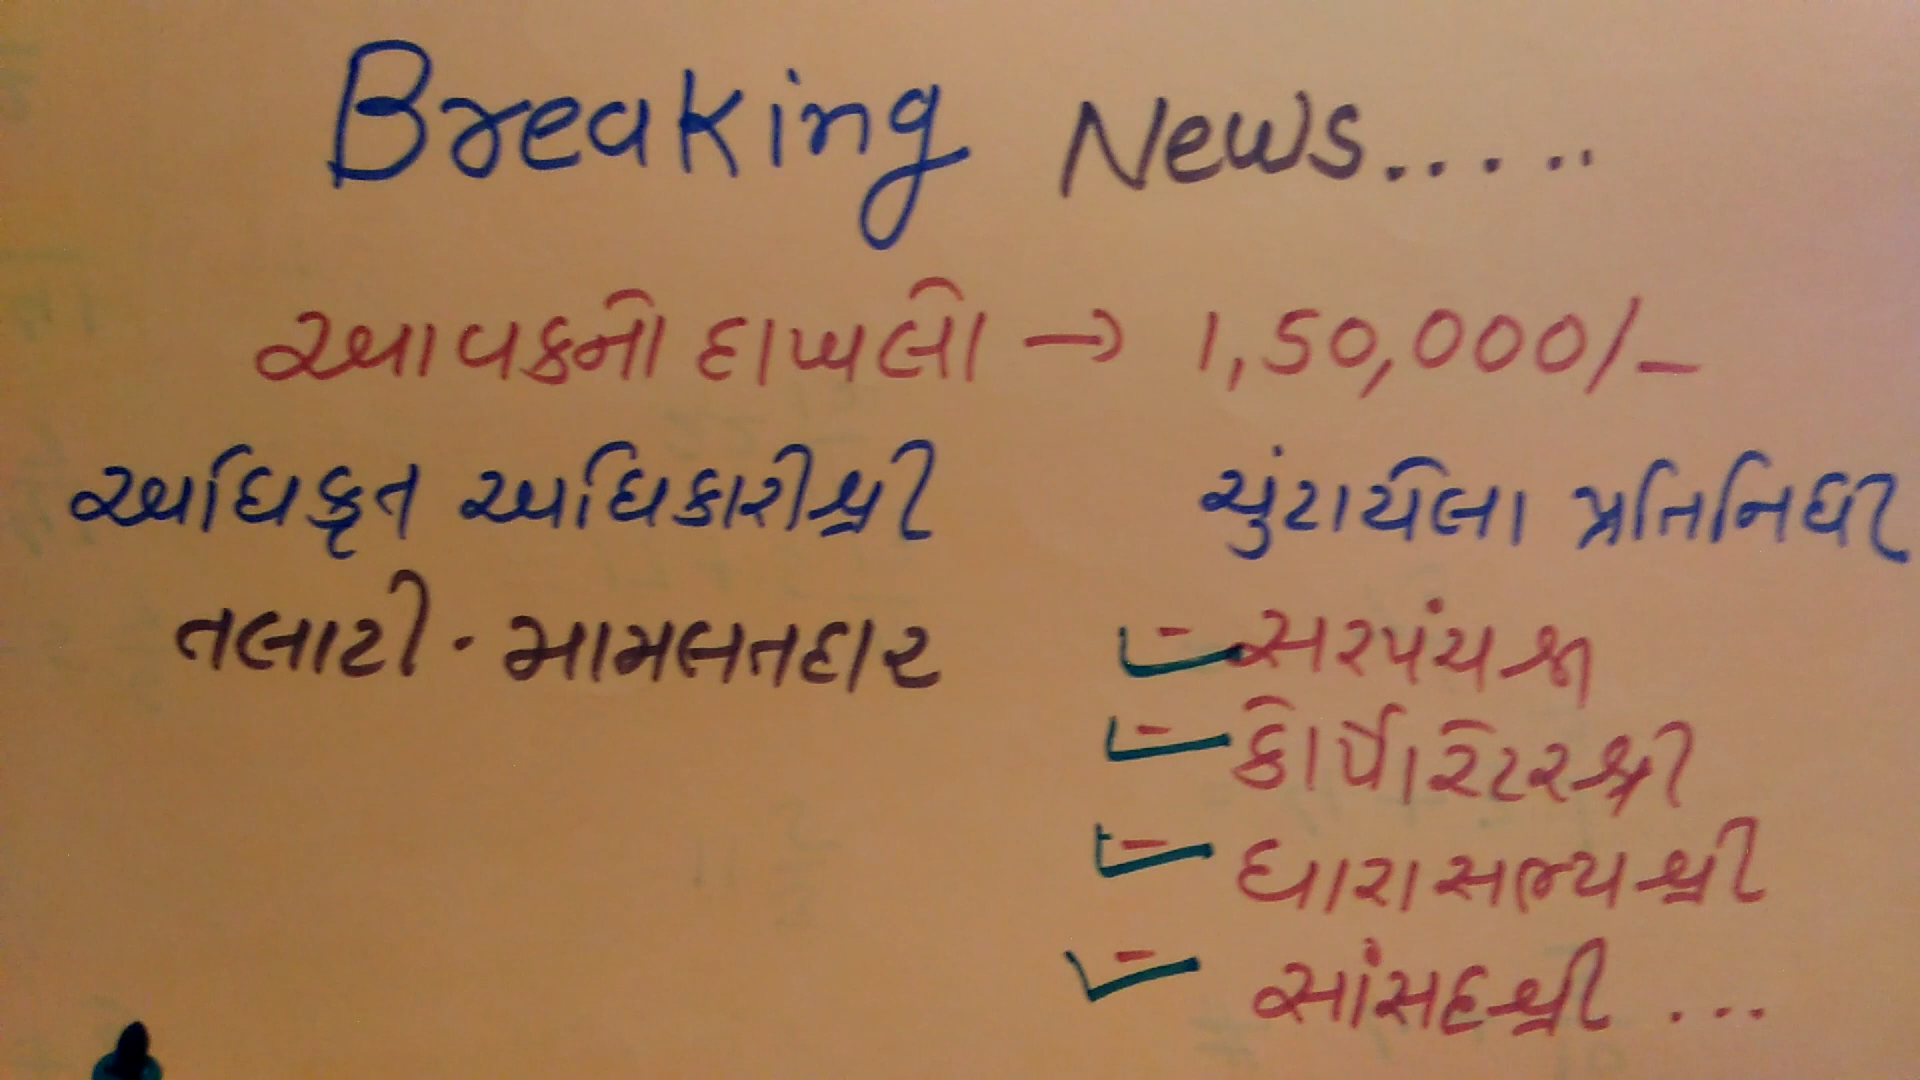 Breaking News.....
આવકનો દાખલો → 1,50,000/-
અધિકૃત અધિકારીશ્રી ચુંટાયેલા પ્રતિનિધી
તલાટી · મામલતદાર - સરપંચશ્રી
- કોર્પોરેટરશ્રી
- ધારાસભ્યશ્રી
- સાંસદશ્રી ...